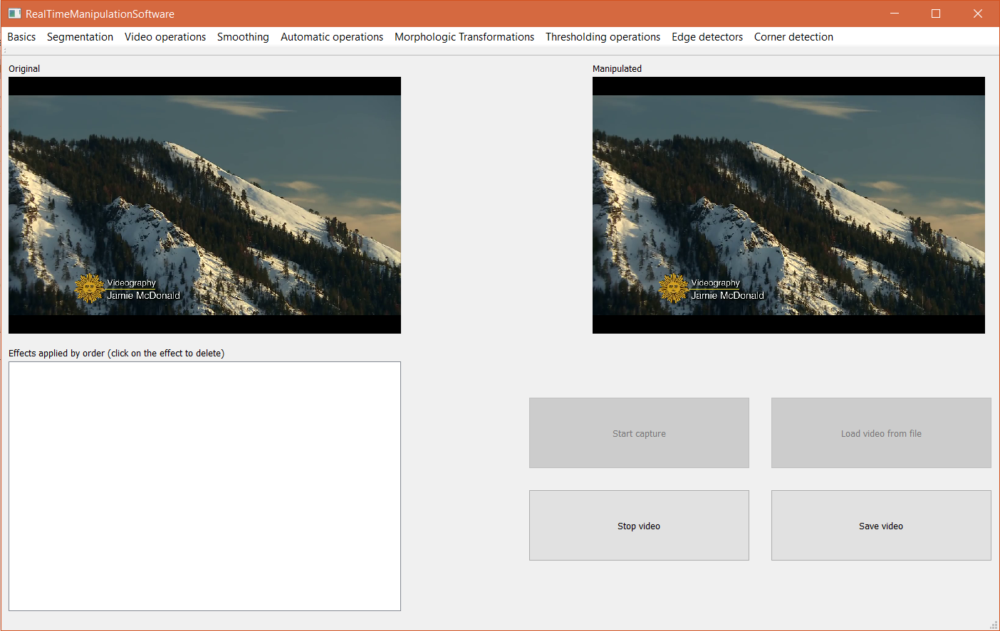 RealTimeManipulationSoftware
Basics Segmentation Video operations Smoothing Automatic operations Morphologic Transformations Thresholding operations Edge detectors Corner detection
Original
Manipulated
Videography
Jamie McDonald
Videography
Jamie McDonald
Effects applied by order (click on the effect to delete)
Start capture
Load video from file
Stop video
Save video